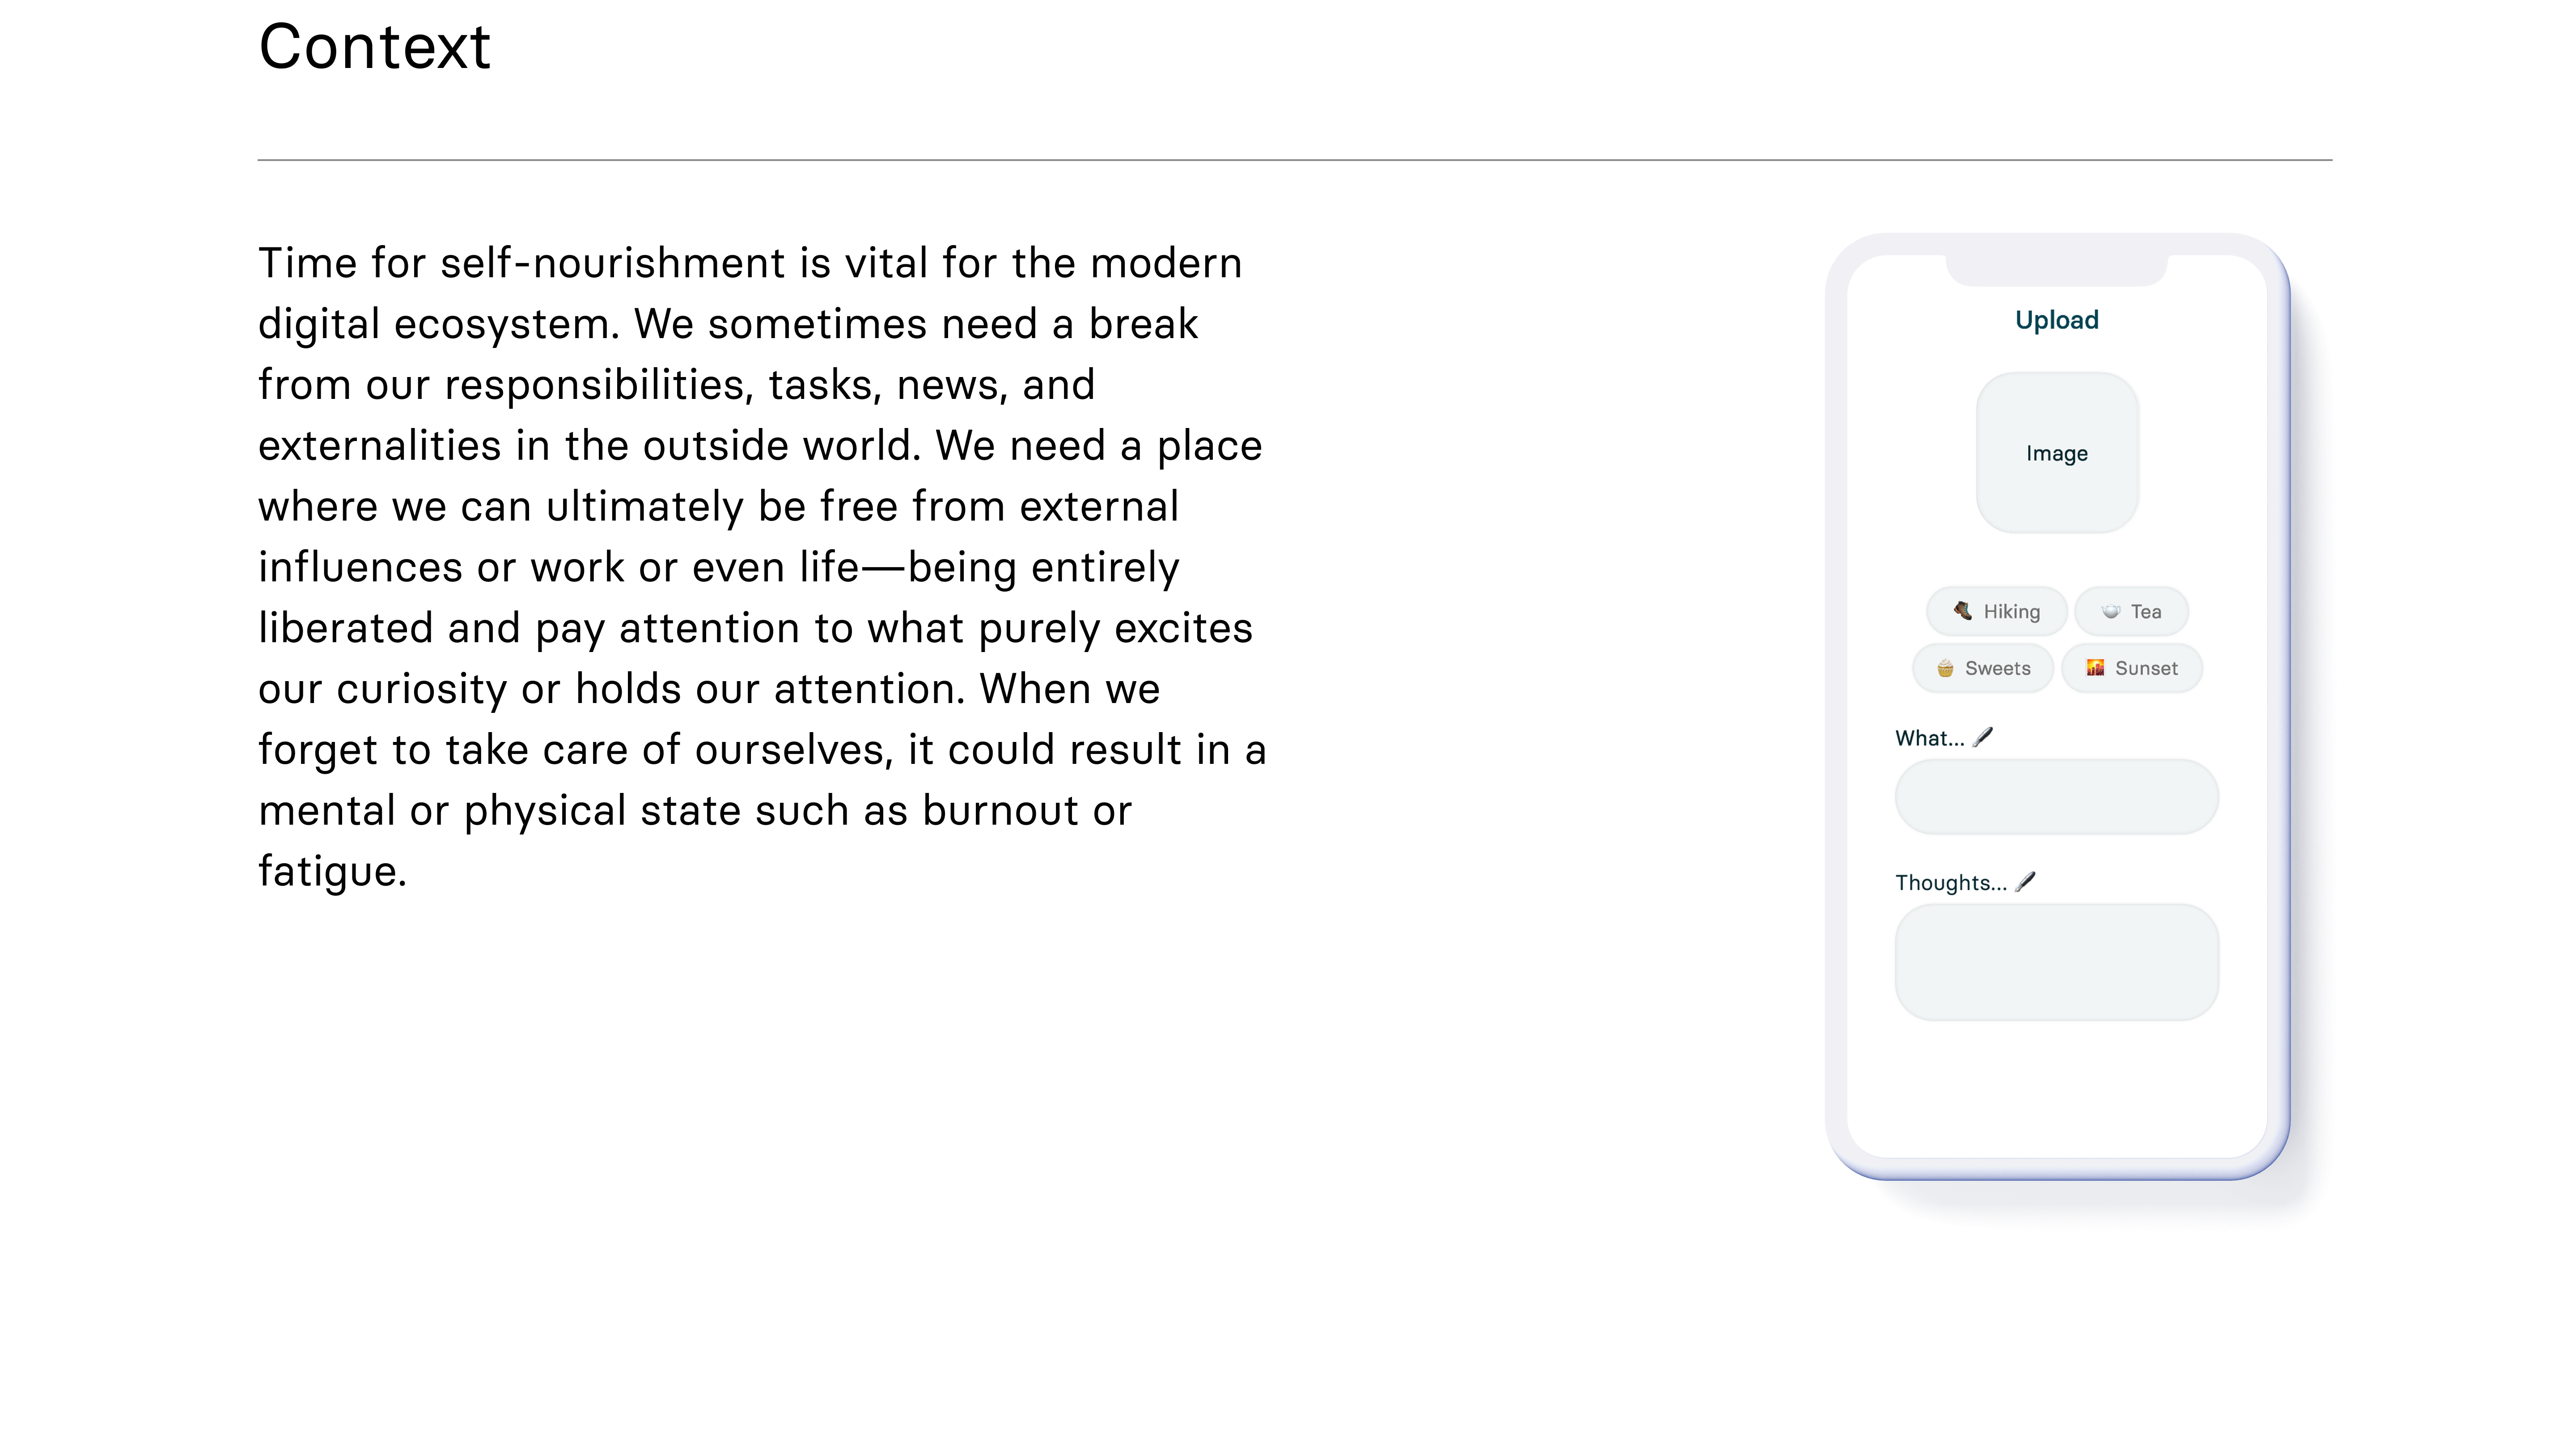 Context
Time for self-nourishment is vital for the modern
digital ecosystem. We sometimes need a break
from our responsibilities, tasks, news, and
externalities in the outside world. We need a place
where we can ultimately be free from external
influences or work or even life—being entirely
liberated and pay attention to what purely excites
our curiosity or holds our attention. When we
forget to take care of ourselves, it could result in a
mental or physical state such as burnout or
fatigue.
Upload
Image
Hiking
Tea
Sweets
Sunset
What...
Thoughts...